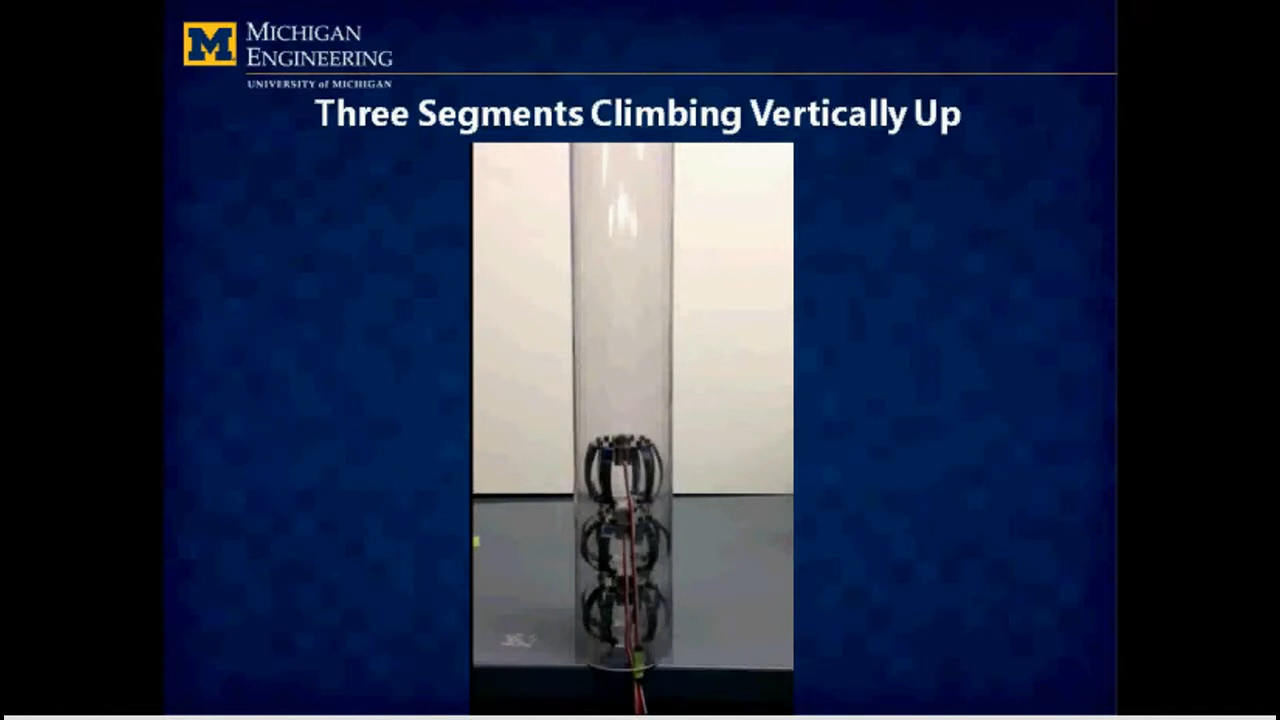 M
MICHIGAN
ENGINEERING
UNIVERSITY of MICHIGAN
Three Segments Climbing Vertically Up